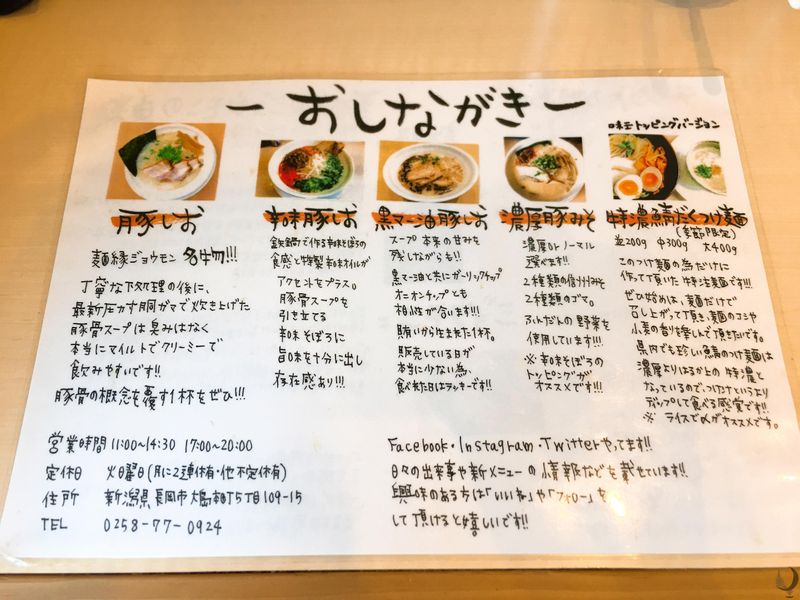 －おしながき－
味玉トッピングバージョン
豚しお
麺縁ジョウモン 名物!!!
丁寧な下処理の後に、
最新圧力寸胴ガマで炊き上げた
豚骨スープは臭みはなく
本当にマイルドでクリーミーで
飲みやすいです!!
豚骨の概念を覆す1杯をぜひ!!!
辛味豚しお
鉄鍋で作る辛味そぼろの
食感と特製辛味オイルが
アクセントをプラス。
豚骨スープを
引き立てる
辛味そぼろに
旨味を十分に出し
存在感あり!!!
黒マー油豚しお
スープ本来の甘みを
残しながらも!!
黒マー油と共にガーリックチップ
オニオンチップとも
相性が合います!!!
賄いから生まれた1杯。
販売している日が
本当に少ない為、
食べれた日はラッキーです!!
濃厚豚みそ
濃厚orノーマル
選べます!!
2種類の信州みそ
2種類のゴマ。
ふんだんの野菜を
使用しています!!!
※辛味そぼろの
トッピングが
オススメです!!!
特濃鯖だくつけ麺
(季節限定)
並200g 中300g 大400g
このつけ麺の為だけに
作って頂いた特注麺です!!!
ぜひ始めは、麺だけで
召し上がって頂き、麺のコシや
小麦の香りを楽しんで頂きたいです。
県内でも珍しい鯖のつけ麺は
濃厚よりはるか上の特濃と
なっているので、つけダレというより
ディップして食べる感覚です!!!
※ ライスで〆がオススメです。
営業時間 11:00～14:30 17:00～20:00
定休日 火曜日(月に2連休有・他不定休有)
住所 新潟県長岡市大島本町5丁目109-15
TEL 0258-77-0924
Facebook・Instagram・Twitterやってます!!
日々の出来事や新メニューの情報などを載せています!!
興味のある方は「いいね」や「フォロー」を
して頂けると嬉しいです!!